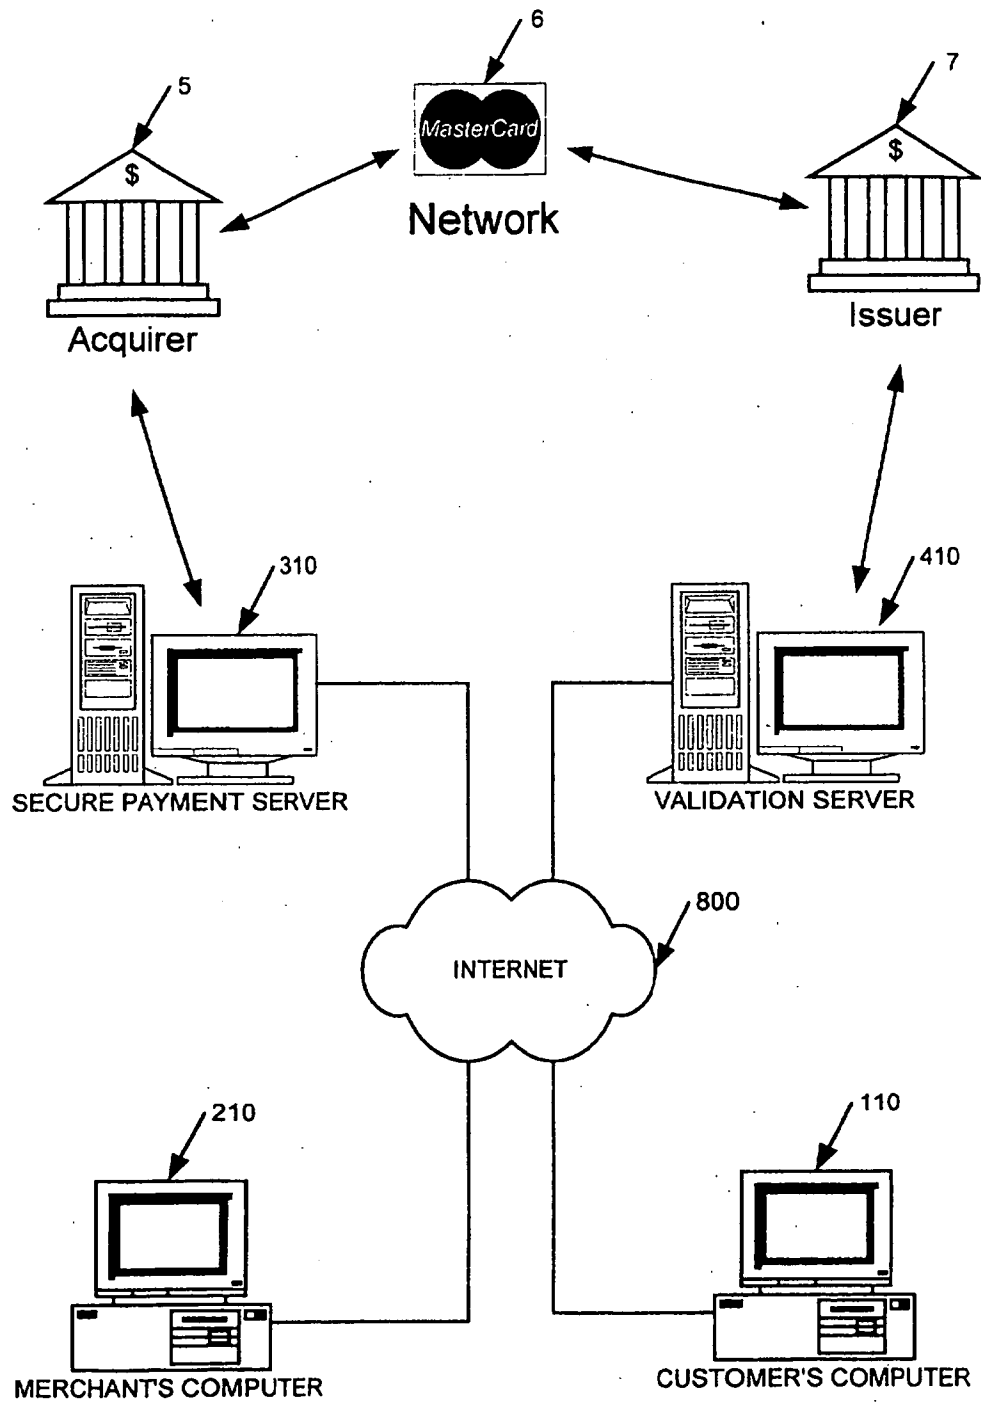 6
5
7
MasterCard
$
$
Network
Issuer
Acquirer
310
410
SECURE PAYMENT SERVER
VALIDATION SERVER
800
INTERNET
210
110
MERCHANT'S COMPUTER
CUSTOMER'S COMPUTER